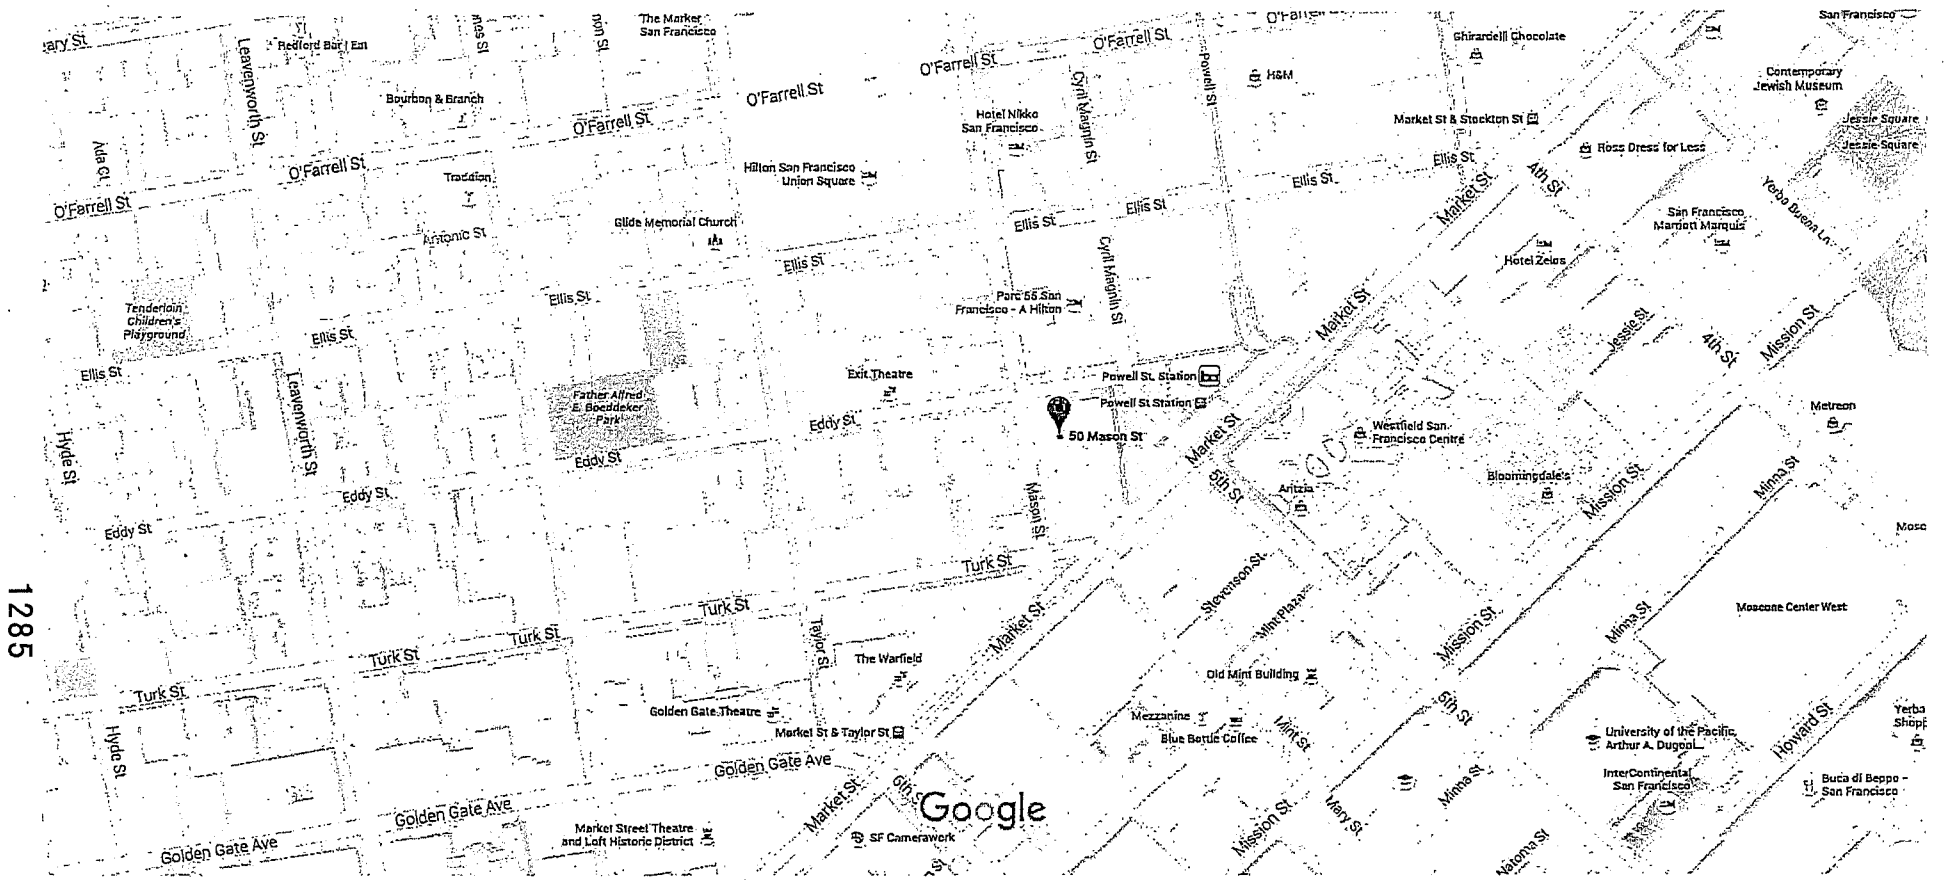 San Francisco
The Market
San Francisco
O'Farrell St
ary St
Redford Bar | Eat
Ghirardelli Chocolate
O'Farrell St
O'Farrell St
Leavenworth St
Powell St
H&M
Contemporary
Jewish Museum
Bourbon & Branch
O'Farrell St
Cyril Magnin St
O'Farrell St
Hotel Nikko
San Francisco
Market St & Stockton St
Jessie Square
Jessie Square
Ada Ct
Ross Dress for Less
O'Farrell St
Ellis St
Tradition
Hilton San Francisco
Union Square
Ellis St
4th St
Market St
O'Farrell St
Ellis St
Yerba Buena Ln
San Francisco
Marriott Marquis
Glide Memorial Church
Ellis St
Antonio St
Ellis St
Hotel Zelos
Cyril Magnin St
Ellis St
Parc 55 San
Francisco - A Hilton
Tenderloin
Children's
Playground
Market St
Jessie St
Mission St
Ellis St
4th St
Ellis St
Exit Theatre
Powell St. Station
Powell St Station
Father Alfred
E. Boeddeker
Park
Leavenworth St
Metreon
Eddy St
50 Mason St
Market St
Westfield San
Francisco Centre
Hyde St
Eddy St
Bloomingdale's
5th St
Aritzia
Mission St
Minna St
Eddy St
Mason St
Eddy St
Mosc
Turk St
Stevenson St
1285
Turk St
Mint Plaza
Moscone Center West
Market St
Minna St
Mission St
Turk St
Taylor St
Turk St
The Warfield
Old Mint Building
Turk St
Golden Gate Theatre
5th St
Yerba
Shopp
Mezzanine
Blue Bottle Coffee
Mint St
Howard St
Market St & Taylor St
University of the Pacific,
Arthur A. Dugoni...
Hyde St
Golden Gate Ave
InterContinental
San Francisco
Minna St
Buca di Beppo -
San Francisco
Market St
6th S
Google
Golden Gate Ave
Mary St
Mission St
Market Street Theatre
and Loft Historic District
SF Camerawork
Golden Gate Ave
Natoma St